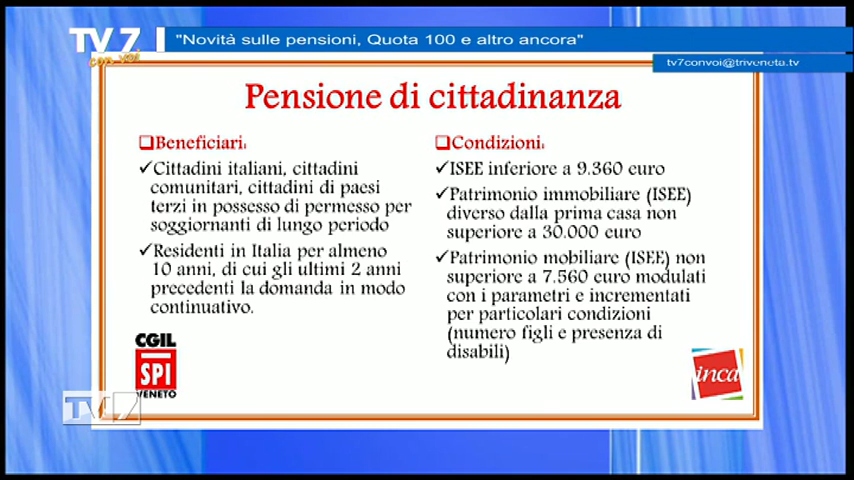 TV7
con voi
"Novità sulle pensioni, Quota 100 e altro ancora"
tv7convoi@triveneta.tv
Pensione di cittadinanza
Beneficiari:
Cittadini italiani, cittadini
comunitari, cittadini di paesi
terzi in possesso di permesso per
soggiornanti di lungo periodo
Residenti in Italia per almeno
10 anni, di cui gli ultimi 2 anni
precedenti la domanda in modo
continuativo.
Condizioni:
ISEE inferiore a 9.360 euro
Patrimonio immobiliare (ISEE)
diverso dalla prima casa non
superiore a 30.000 euro
Patrimonio mobiliare (ISEE) non
superiore a 7.560 euro modulati
con i parametri e incrementati
per particolari condizioni
(numero figli e presenza di
disabili)
CGIL
SPI
VENETO
TV7
inca